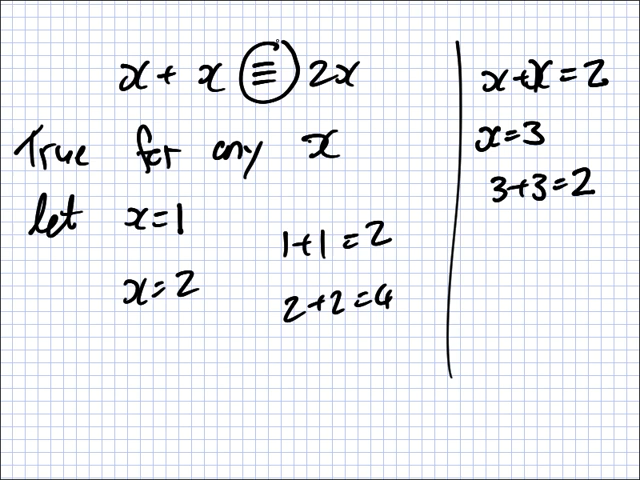 x + x ≡ 2x
True for any x
let x = 1
1 + 1 = 2
x = 2
2 + 2 = 4
x + x = 2
x = 3
3 + 3 = 2